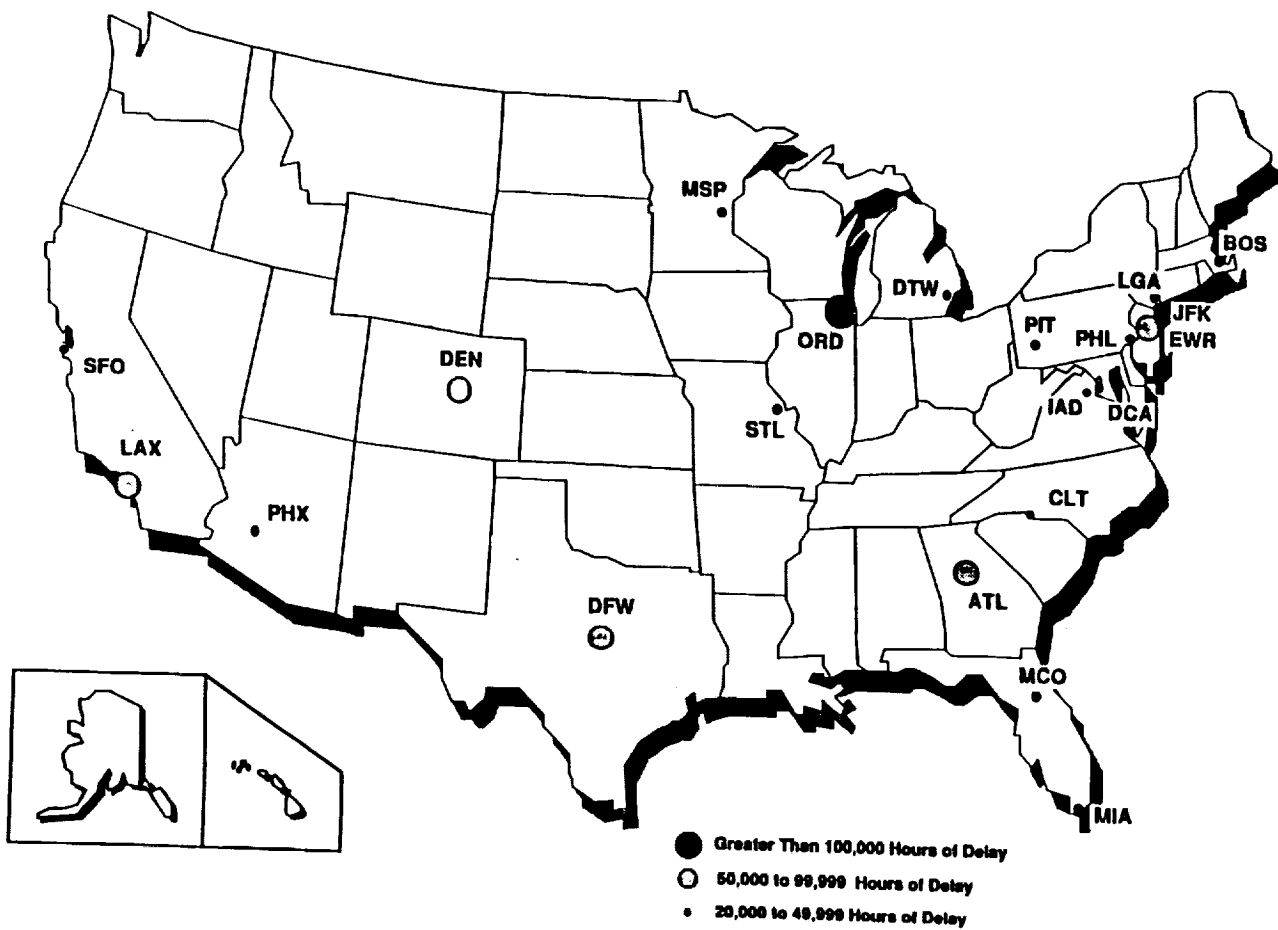 MSP
BOS
LGA
DTW
JFK
ORD
PIT
PHL
EWR
DEN
SFO
IAD
DCA
STL
LAX
CLT
PHX
DFW
ATL
MCO
MIA
Greater Than 100,000 Hours of Delay
50,000 to 99,999 Hours of Delay
20,000 to 49,999 Hours of Delay